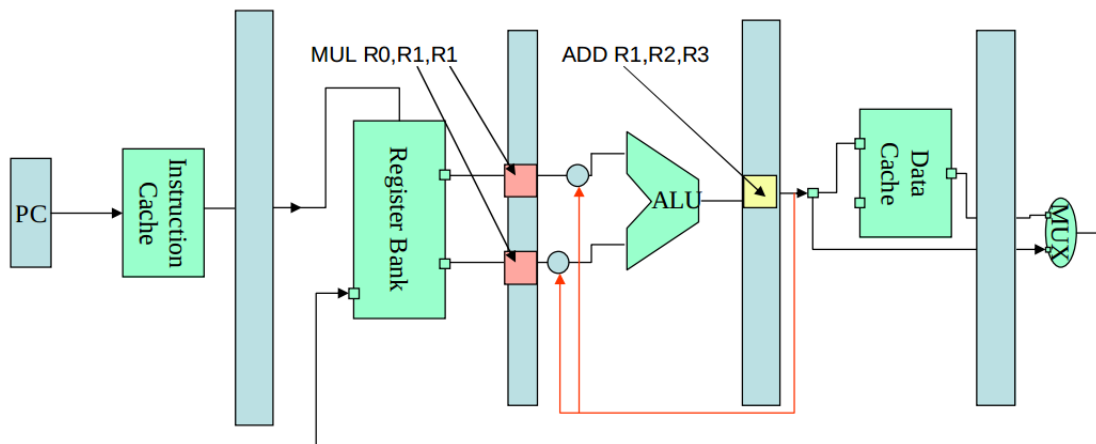 MUL R0,R1,R1
ADD R1,R2,R3
PC
Instruction
Cache
Register Bank
ALU
Data
Cache
MUX